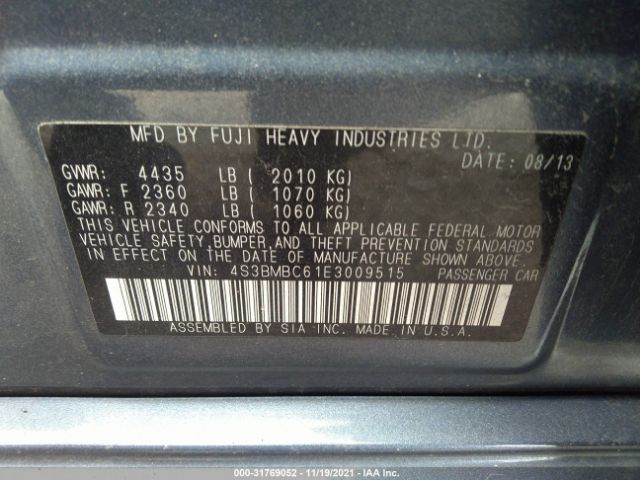 MFD BY FUJI HEAVY INDUSTRIES LTD.
DATE: 08/13
GVWR: 4435 LB ( 2010 KG)
GAWR: F 2360 LB ( 1070 KG)
GAWR: R 2340 LB ( 1060 KG)
THIS VEHICLE CONFORMS TO ALL APPLICABLE FEDERAL MOTOR
VEHICLE SAFETY, BUMPER, AND THEFT PREVENTION STANDARDS
IN EFFECT ON THE DATE OF MANUFACTURE SHOWN ABOVE.
VIN: 4S3BMBC61E3009515 PASSENGER CAR
ASSEMBLED BY SIA INC. MADE IN U.S.A.
000-31769052 - 11/19/2021 - IAA Inc.